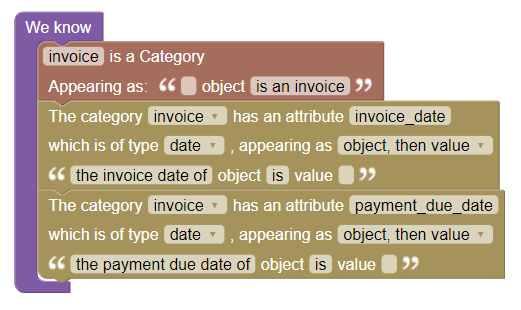 We know
invoice is a Category
Appearing as: “ object is an invoice ”
The category invoice ▾ has an attribute invoice_date
which is of type date ▾ , appearing as object, then value ▾
“ the invoice date of object is value ”
The category invoice ▾ has an attribute payment_due_date
which is of type date ▾ , appearing as object, then value ▾
“ the payment due date of object is value ”